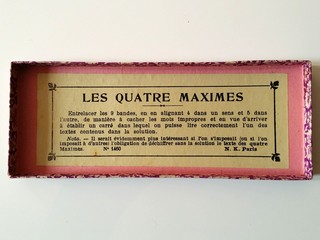 LES QUATRE MAXIMES
Entrelacer les 9 bandes, en en alignant 4 dans un sens et 5 dans
l'autre, de manière à cacher les mots impropres et en vue d'arriver
à établir un carré dans lequel on puisse lire correctement l'un des
textes contenus dans la solution.
Nota. — Il serait évidemment plus intéressant si l'on s'imposait (ou si l'on
imposait à d'autres) l'obligation de déchiffrer sans la solution le texte des quatre
Maximes. N° 1460 N. K. Paris